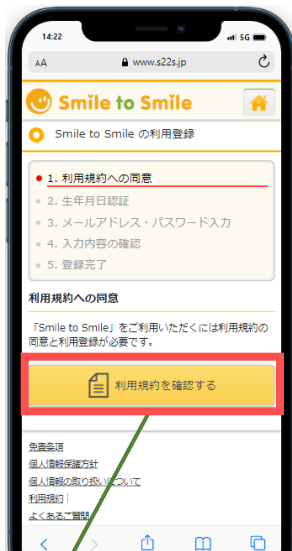 14:22
5G
AA
www.s22s.jp
Smile to Smile
Smile to Smile の利用登録
1. 利用規約への同意
2. 生年月日認証
3. メールアドレス・パスワード入力
4. 入力内容の確認
5. 登録完了
利用規約への同意
「Smile to Smile」をご利用いただくには利用規約の
同意と利用登録が必要です。
利用規約を確認する
免責条項
個人情報保護方針
個人情報の取り扱いについて
利用規約 |
よくあるご質問